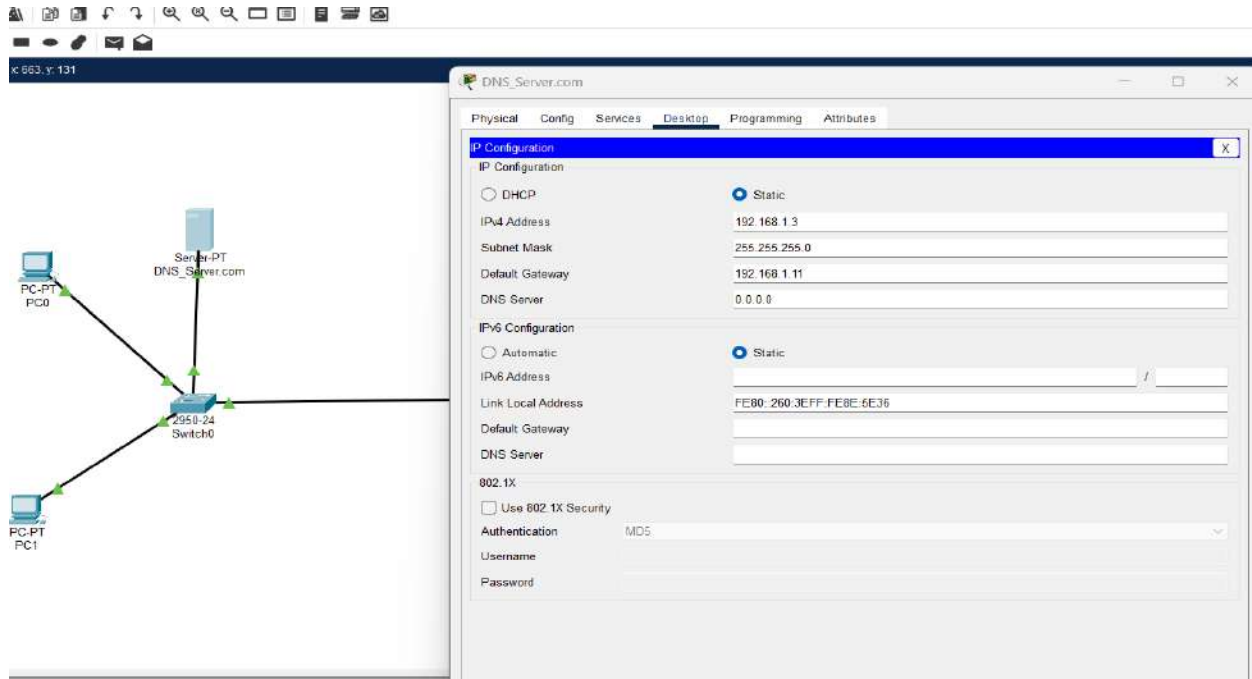 x: 663, y: 131
DNS_Server.com
Physical Config Services Desktop Programming Attributes
IP Configuration X
IP Configuration
DHCP Static
IPv4 Address 192.168.1.3
Subnet Mask 255.255.255.0
Default Gateway 192.168.1.11
DNS Server 0.0.0.0
IPv6 Configuration
Automatic Static
IPv6 Address /
Link Local Address FE80::260:3EFF:FE8E:6E36
Default Gateway
DNS Server
802.1X
Use 802.1X Security
Authentication MD5
Username
Password
Server-PT
DNS_Server.com
PC-PT
PC0
2950-24
Switch0
PC-PT
PC1